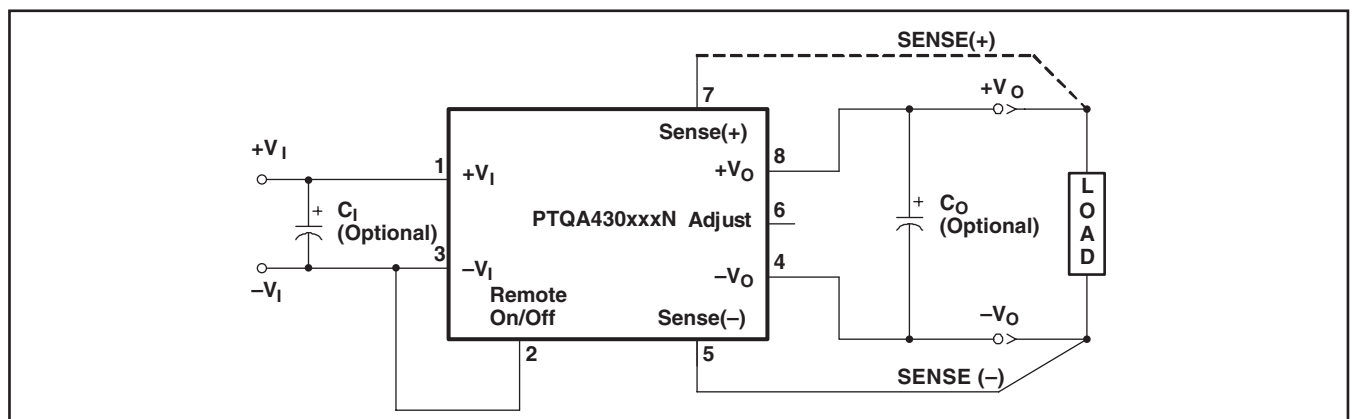 SENSE(+)
7
+V O
Sense(+)
+VI
1
8
+VI
+VO
+
CI
(Optional)
PTQA430xxxN
Adjust
6
+
CO
(Optional)
L
O
A
D
3
–VI
4
–VO
–VI
Remote
On/Off
Sense(–)
–VO
2
5
SENSE (–)